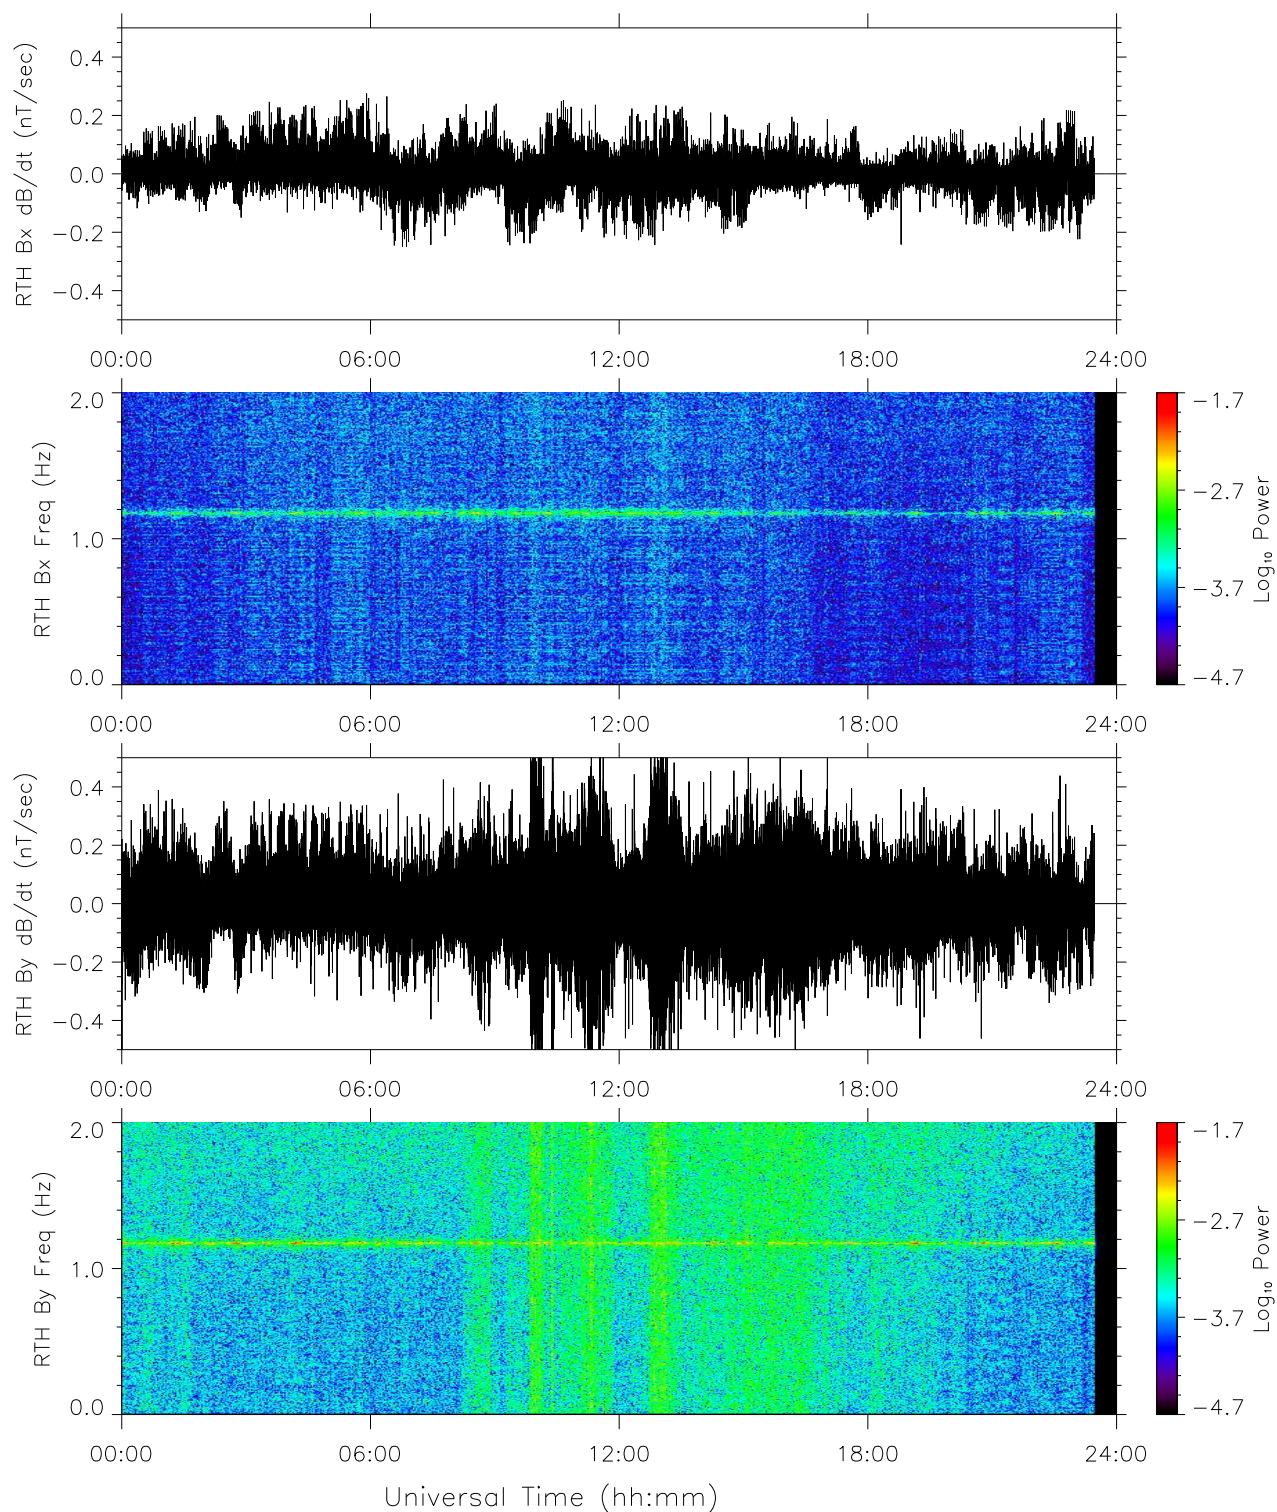 RTH Bx dB/dt (nT/sec)
0.4
0.2
0.0
−0.2
−0.4
00:00 06:00 12:00 18:00 24:00
RTH Bx Freq (Hz)
2.0
1.0
0.0
−1.7
−2.7
−3.7
−4.7
Log₁₀ Power
00:00 06:00 12:00 18:00 24:00
RTH By dB/dt (nT/sec)
0.4
0.2
0.0
−0.2
−0.4
00:00 06:00 12:00 18:00 24:00
RTH By Freq (Hz)
2.0
1.0
0.0
−1.7
−2.7
−3.7
−4.7
Log₁₀ Power
00:00 06:00 12:00 18:00 24:00
Universal Time (hh:mm)